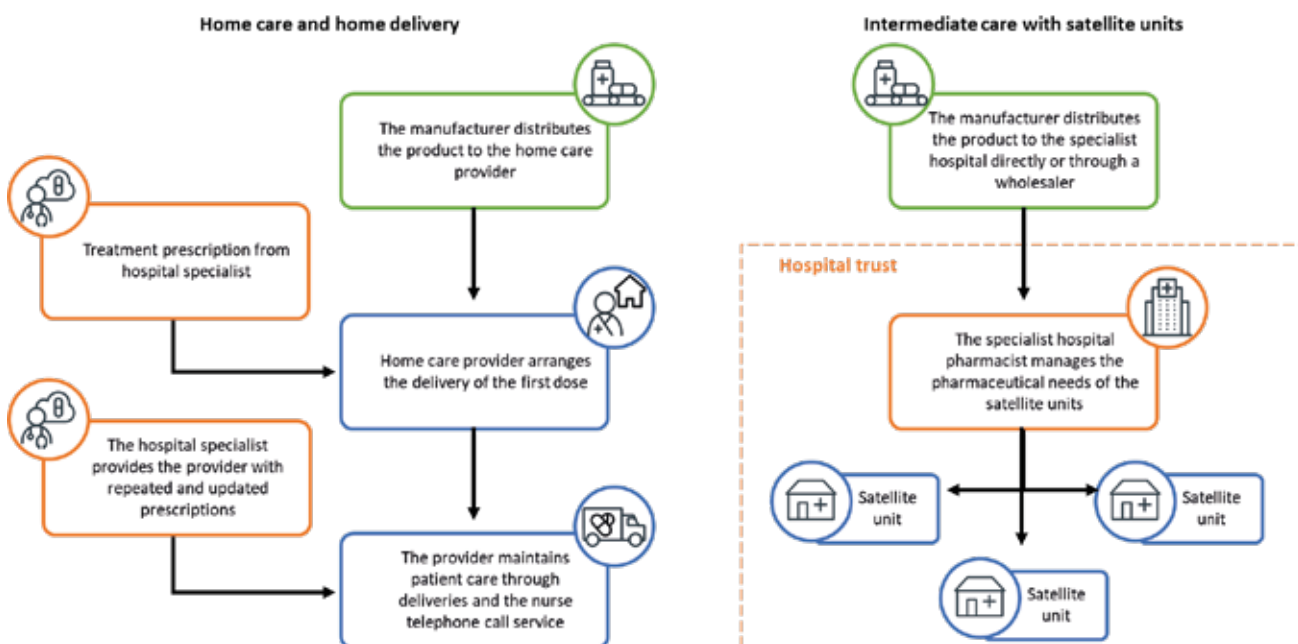 Home care and home delivery
The manufacturer distributes
the product to the home care
provider
Treatment prescription from
hospital specialist
Home care provider arranges
the delivery of the first dose
The hospital specialist
provides the provider with
repeated and updated
prescriptions
The provider maintains
patient care through
deliveries and the nurse
telephone call service
Intermediate care with satellite units
The manufacturer distributes
the product to the specialist
hospital directly or through a
wholesaler
Hospital trust
The specialist hospital
pharmacist manages the
pharmaceutical needs of the
satellite units
Satellite
unit
Satellite
unit
Satellite
unit